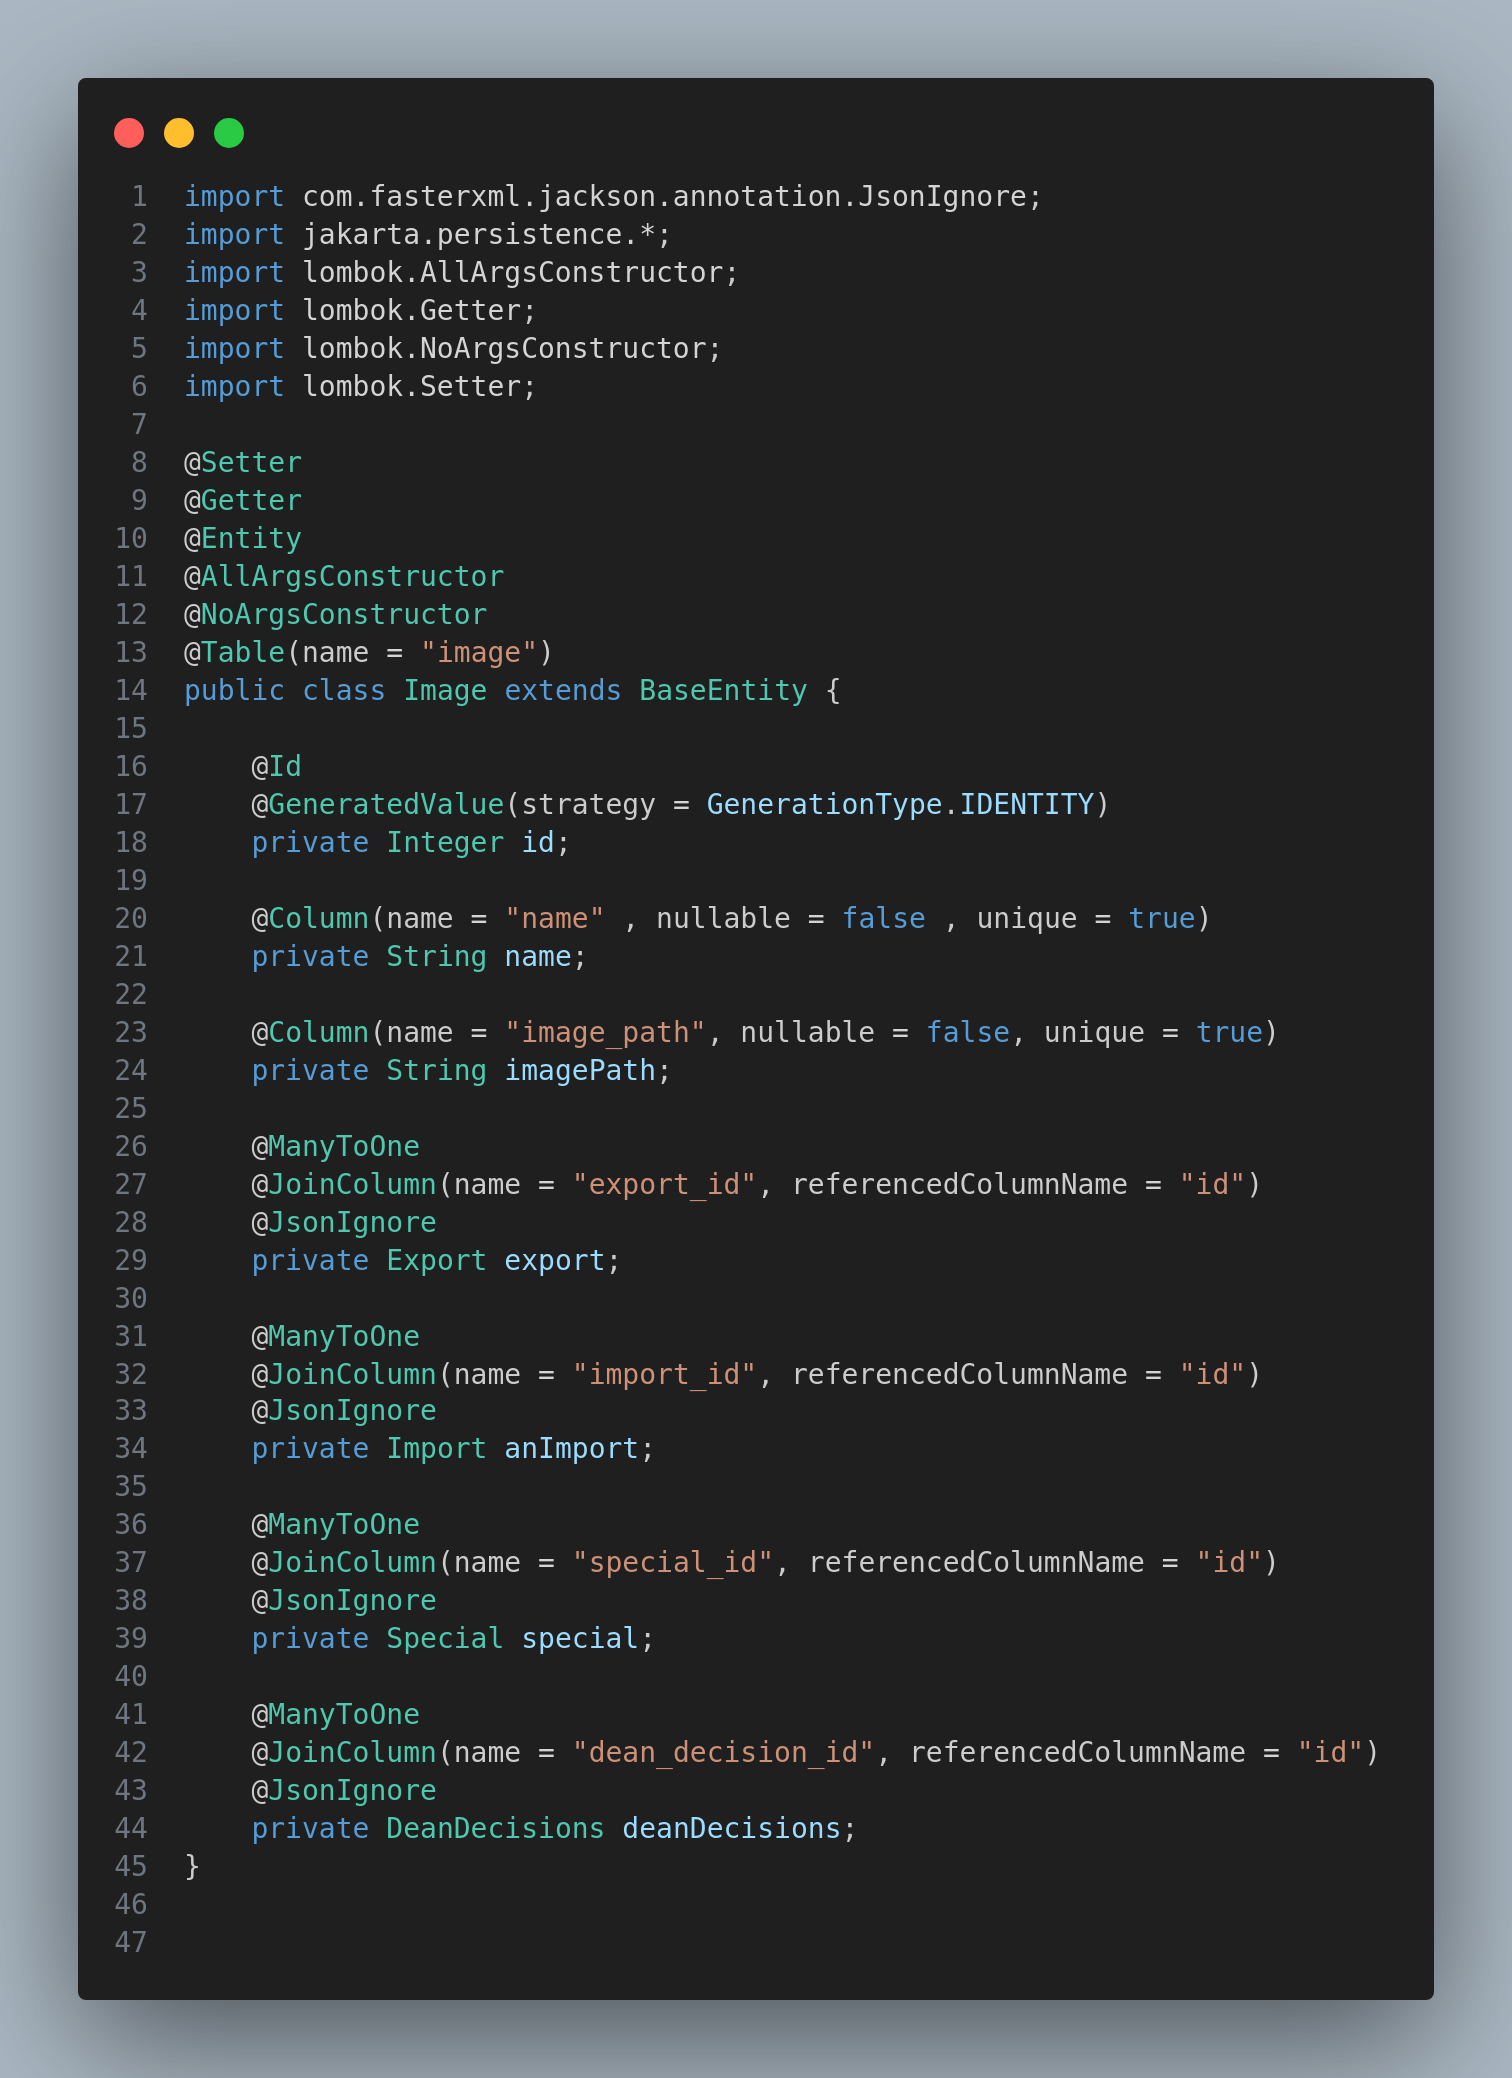 1 import com.fasterxml.jackson.annotation.JsonIgnore;
2 import jakarta.persistence.*;
3 import lombok.AllArgsConstructor;
4 import lombok.Getter;
5 import lombok.NoArgsConstructor;
6 import lombok.Setter;
7
8 @Setter
9 @Getter
10 @Entity
11 @AllArgsConstructor
12 @NoArgsConstructor
13 @Table(name = "image")
14 public class Image extends BaseEntity {
15
16     @Id
17     @GeneratedValue(strategy = GenerationType.IDENTITY)
18     private Integer id;
19
20     @Column(name = "name" , nullable = false , unique = true)
21     private String name;
22
23     @Column(name = "image_path", nullable = false, unique = true)
24     private String imagePath;
25
26     @ManyToOne
27     @JoinColumn(name = "export_id", referencedColumnName = "id")
28     @JsonIgnore
29     private Export export;
30
31     @ManyToOne
32     @JoinColumn(name = "import_id", referencedColumnName = "id")
33     @JsonIgnore
34     private Import anImport;
35
36     @ManyToOne
37     @JoinColumn(name = "special_id", referencedColumnName = "id")
38     @JsonIgnore
39     private Special special;
40
41     @ManyToOne
42     @JoinColumn(name = "dean_decision_id", referencedColumnName = "id")
43     @JsonIgnore
44     private DeanDecisions deanDecisions;
45 }
46
47